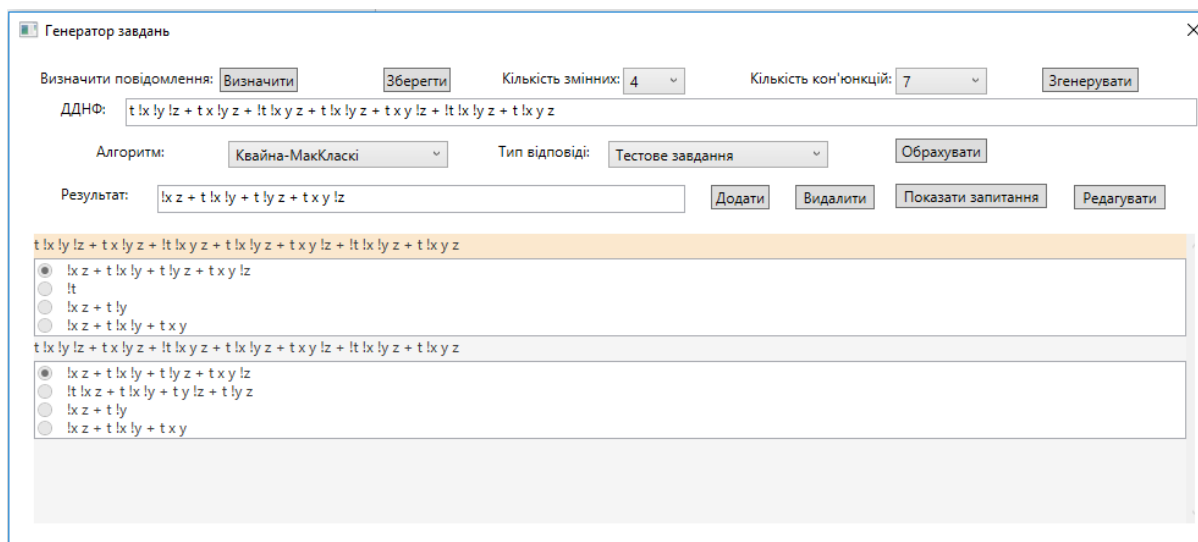 Генератор завдань
Визначити повідомлення: Визначити Зберегти Кількість змінних: 4 Кількість кон'юнкцій: 7 Згенерувати
ДДНФ: t !x !y !z + t x !y z + !t !x y z + t !x !y z + t x y !z + !t !x !y z + t !x y z
Алгоритм: Квайна-МакКласкі Тип відповіді: Тестове завдання Обрахувати
Результат: !x z + t !x !y + t !y z + t x y !z Додати Видалити Показати запитання Редагувати
t !x !y !z + t x !y z + !t !x y z + t !x !y z + t x y !z + !t !x !y z + t !x y z
!x z + t !x !y + t !y z + t x y !z
!t
!x z + t !y
!x z + t !x !y + t x y
t !x !y !z + t x !y z + !t !x y z + t !x !y z + t x y !z + !t !x !y z + t !x y z
!x z + t !x !y + t !y z + t x y !z
!t !x z + t !x !y + t y !z + t !y z
!x z + t !y
!x z + t !x !y + t x y